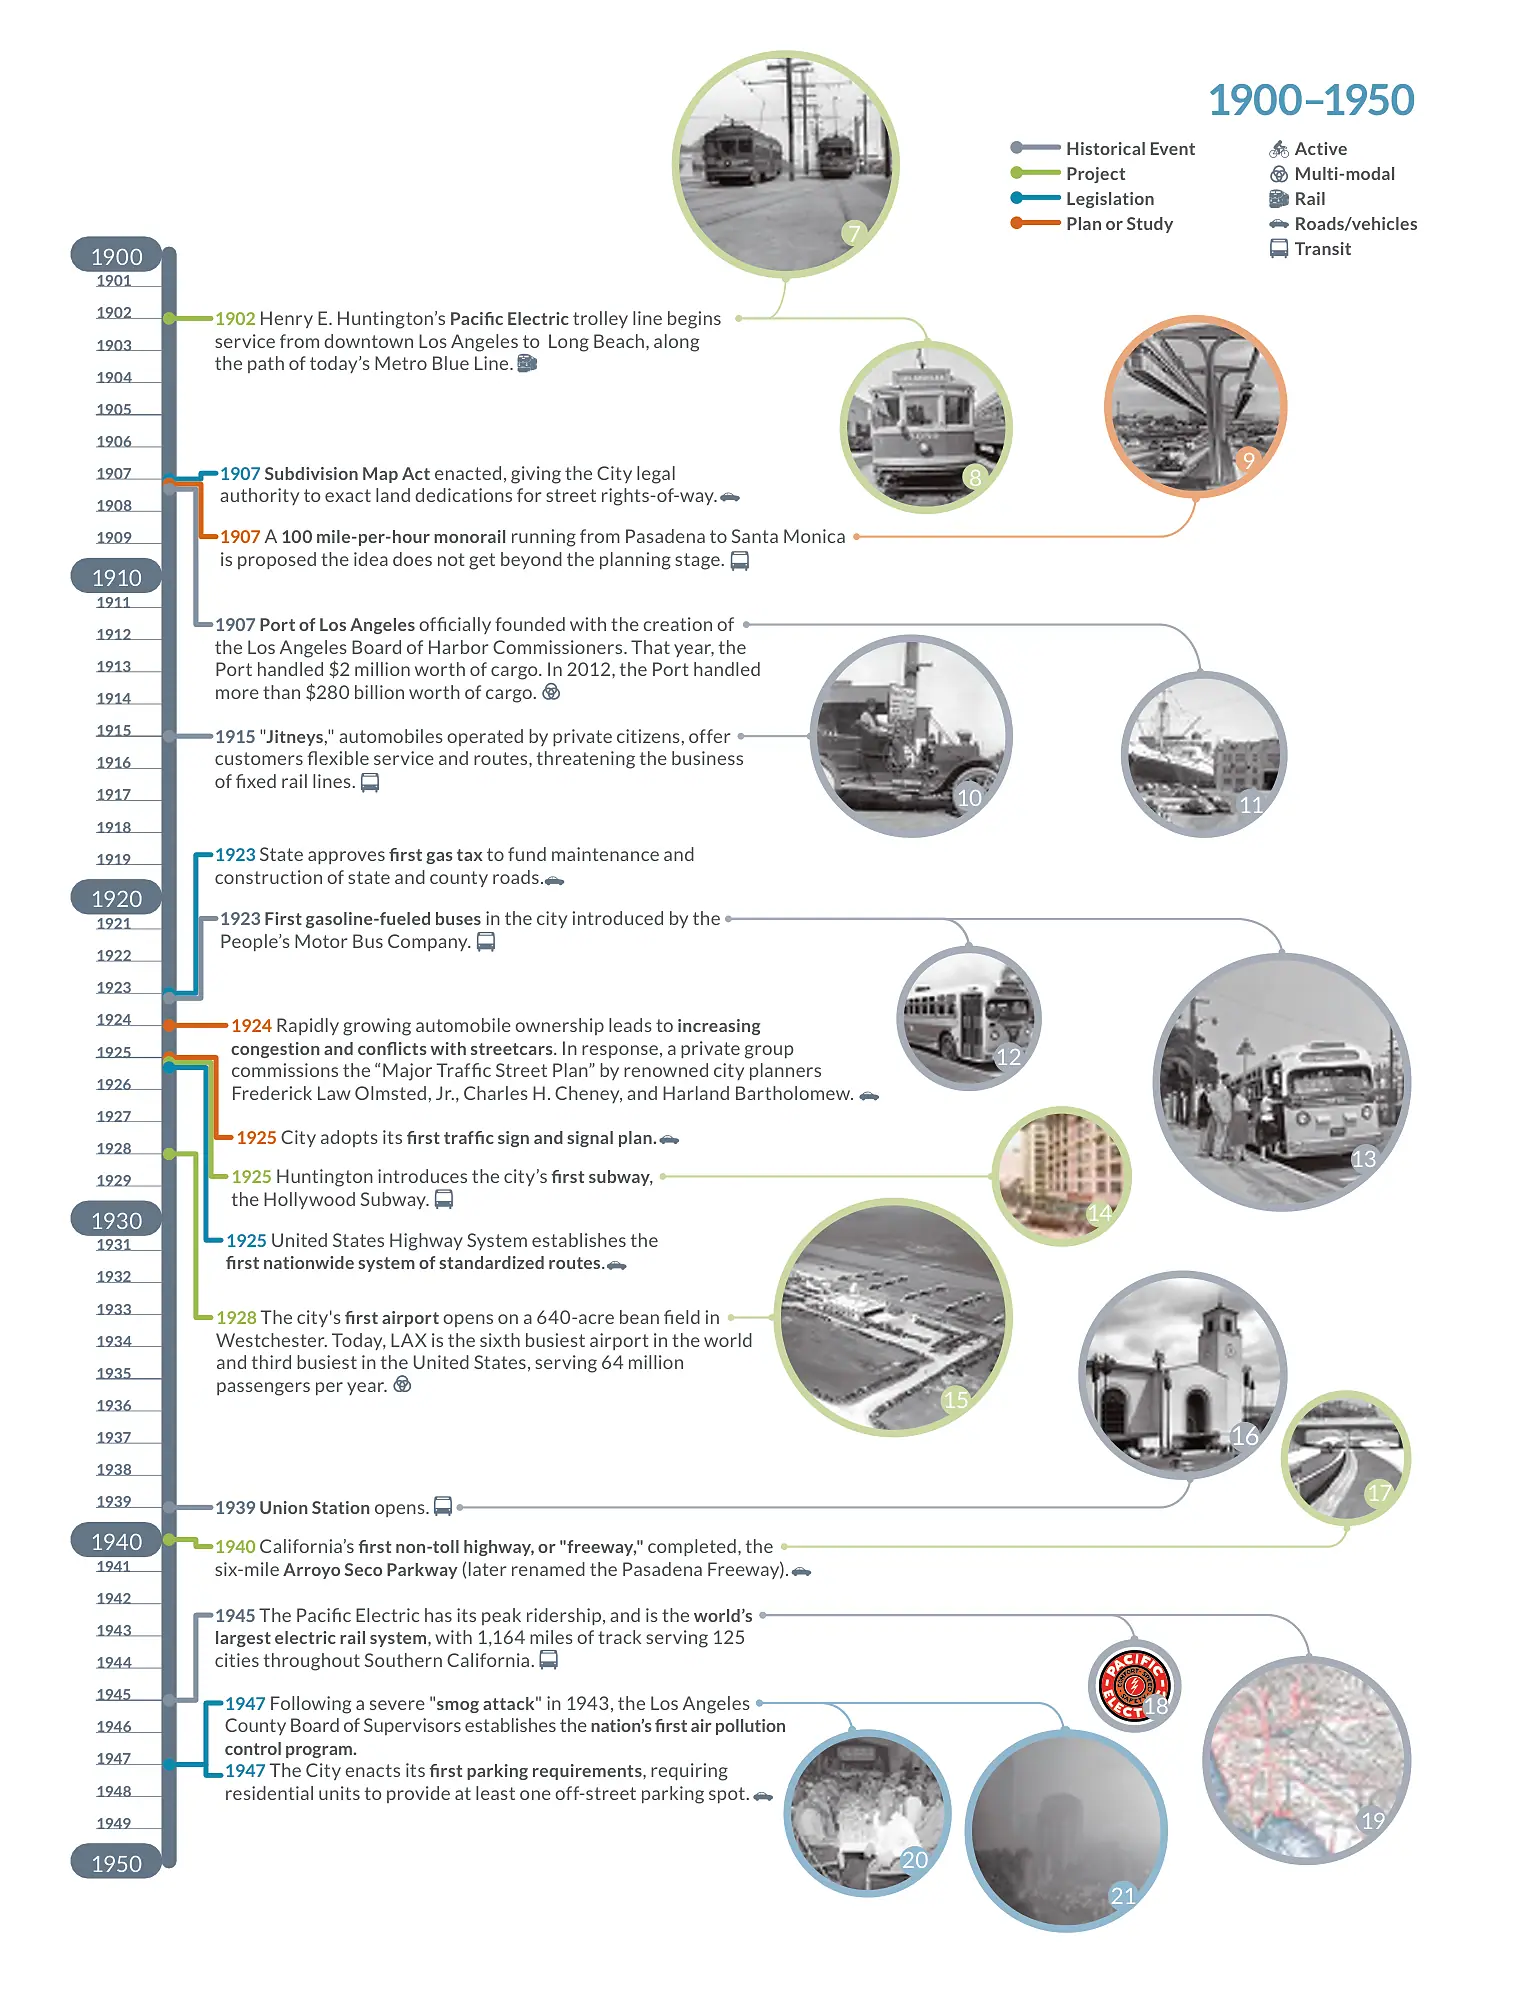 1900–1950
Historical Event
Project
Legislation
Plan or Study
Active
Multi-modal
Rail
Roads/vehicles
Transit
7
1900
1901
1902
1903
1904
1905
1906
1907
1908
1909
1910
1911
1912
1913
1914
1915
1916
1917
1918
1919
1920
1921
1922
1923
1924
1925
1926
1927
1928
1929
1930
1931
1932
1933
1934
1935
1936
1937
1938
1939
1940
1941
1942
1943
1944
1945
1946
1947
1948
1949
1950
1902 Henry E. Huntington’s Pacific Electric trolley line begins
service from downtown Los Angeles to Long Beach, along
the path of today’s Metro Blue Line.
8
9
1907 Subdivision Map Act enacted, giving the City legal
authority to exact land dedications for street rights-of-way.
1907 A 100 mile-per-hour monorail running from Pasadena to Santa Monica
is proposed the idea does not get beyond the planning stage.
1907 Port of Los Angeles officially founded with the creation of
the Los Angeles Board of Harbor Commissioners. That year, the
Port handled $2 million worth of cargo. In 2012, the Port handled
more than $280 billion worth of cargo.
1915 "Jitneys," automobiles operated by private citizens, offer
customers flexible service and routes, threatening the business
of fixed rail lines.
10
11
1923 State approves first gas tax to fund maintenance and
construction of state and county roads.
1923 First gasoline-fueled buses in the city introduced by the
People’s Motor Bus Company.
12
13
1924 Rapidly growing automobile ownership leads to increasing
congestion and conflicts with streetcars. In response, a private group
commissions the “Major Traffic Street Plan” by renowned city planners
Frederick Law Olmsted, Jr., Charles H. Cheney, and Harland Bartholomew.
1925 City adopts its first traffic sign and signal plan.
1925 Huntington introduces the city’s first subway,
the Hollywood Subway.
14
1925 United States Highway System establishes the
first nationwide system of standardized routes.
1928 The city's first airport opens on a 640-acre bean field in
Westchester. Today, LAX is the sixth busiest airport in the world
and third busiest in the United States, serving 64 million
passengers per year.
15
16
17
1939 Union Station opens.
1940 California’s first non-toll highway, or "freeway," completed, the
six-mile Arroyo Seco Parkway (later renamed the Pasadena Freeway).
1945 The Pacific Electric has its peak ridership, and is the world’s
largest electric rail system, with 1,164 miles of track serving 125
cities throughout Southern California.
PACIFIC
COMFORT SPEED
SAFETY
18
19
1947 Following a severe "smog attack" in 1943, the Los Angeles
County Board of Supervisors establishes the nation’s first air pollution
control program.
1947 The City enacts its first parking requirements, requiring
residential units to provide at least one off-street parking spot.
20
21